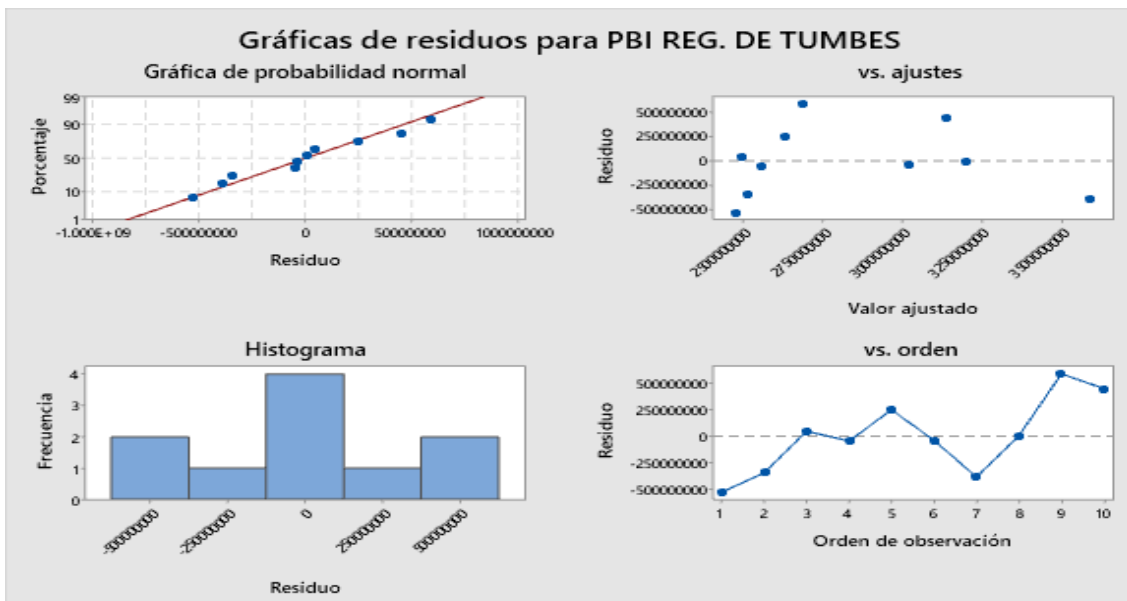 Gráficas de residuos para PBI REG. DE TUMBES
Gráfica de probabilidad normal
Porcentaje
99
90
50
10
1
-1.000E+09 -500000000 0 500000000 1000000000
Residuo
vs. ajustes
Residuo
500000000
250000000
0
-250000000
-500000000
2500000000 2750000000 3000000000 3250000000 3500000000
Valor ajustado
Histograma
Frecuencia
4
3
2
1
0
-500000000 -250000000 0 250000000 500000000
Residuo
vs. orden
Residuo
500000000
250000000
0
-250000000
-500000000
1 2 3 4 5 6 7 8 9 10
Orden de observación